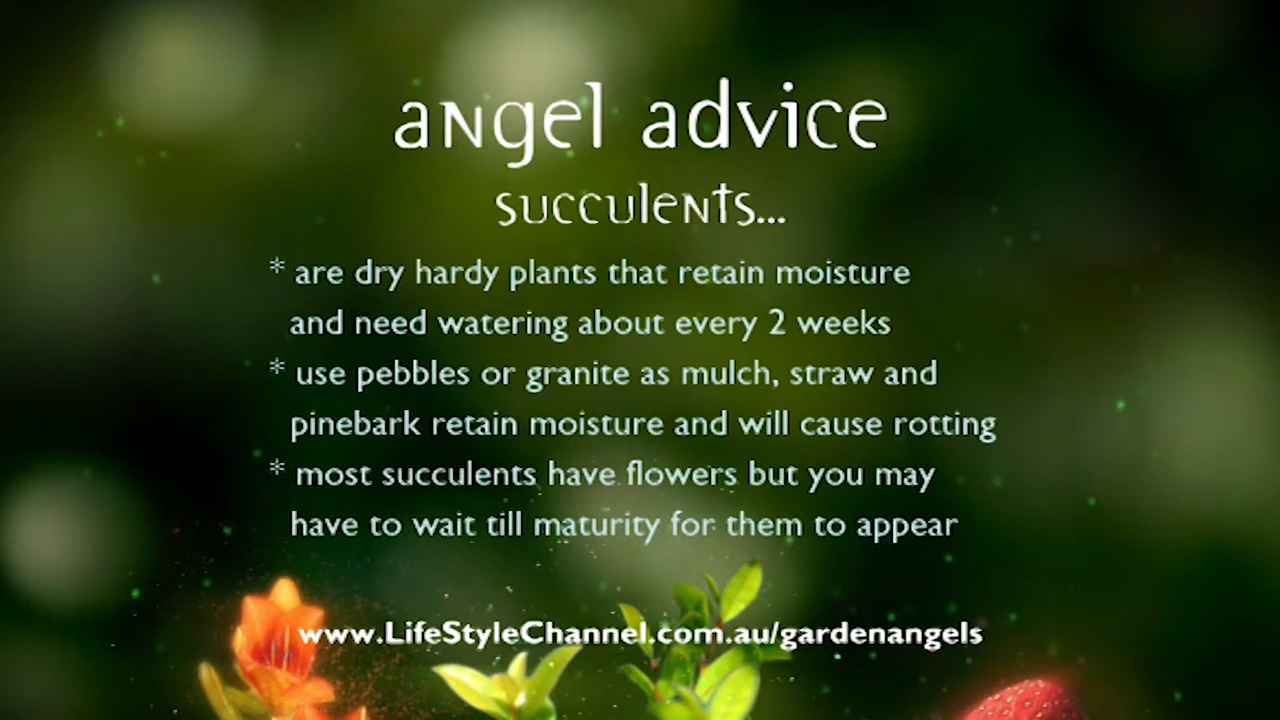 angel advice
succulents...
* are dry hardy plants that retain moisture
and need watering about every 2 weeks
* use pebbles or granite as mulch, straw and
pinebark retain moisture and will cause rotting
* most succulents have flowers but you may
have to wait till maturity for them to appear
www.LifeStyleChannel.com.au/gardenangels